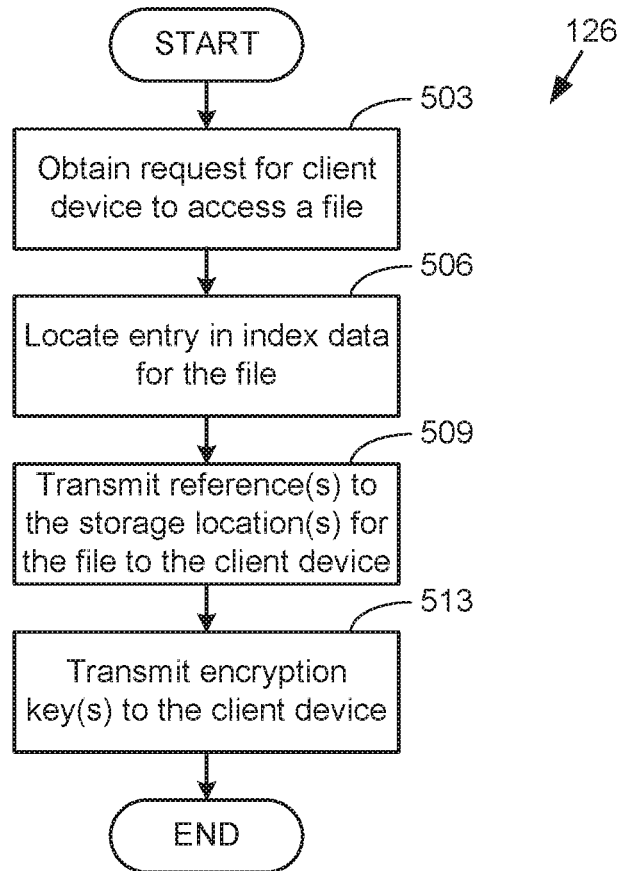 START
126
503
Obtain request for client
device to access a file
506
Locate entry in index data
for the file
509
Transmit reference(s) to
the storage location(s) for
the file to the client device
513
Transmit encryption
key(s) to the client device
END